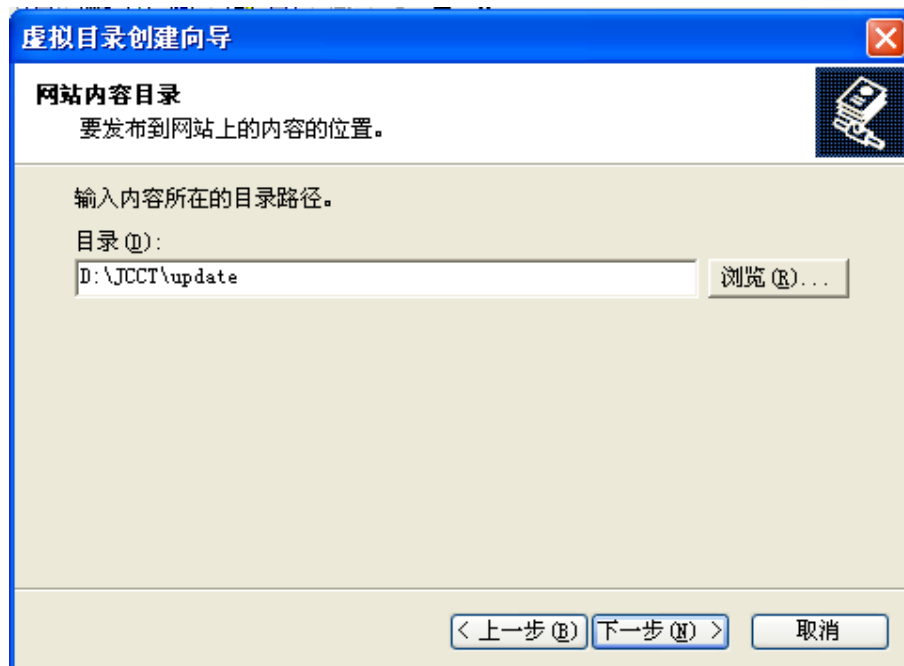 虚拟目录创建向导
网站内容目录
要发布到网站上的内容的位置。
输入内容所在的目录路径。
目录(D):
D:\JCCT\update
浏览(R)...
< 上一步(B)
下一步(N) >
取消